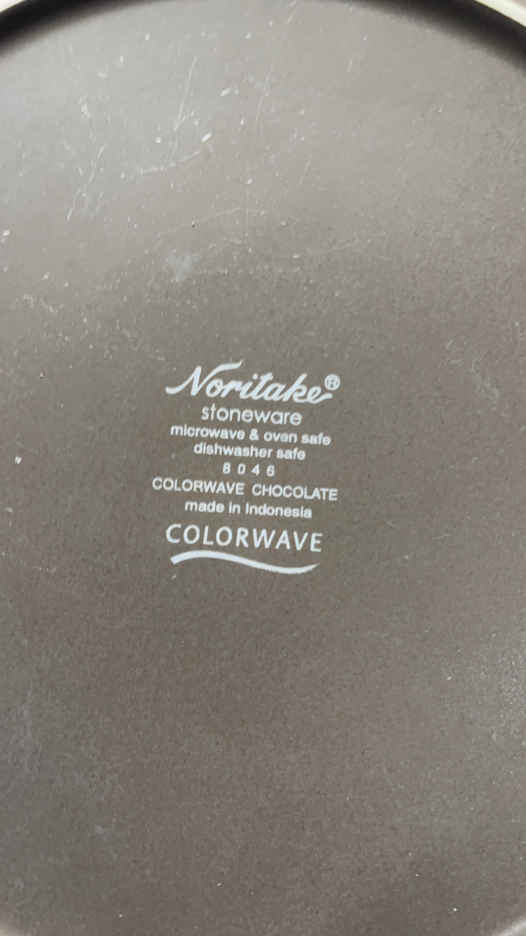 Noritake®
stoneware
microwave & oven safe
dishwasher safe
8046
COLORWAVE CHOCOLATE
made in Indonesia
COLORWAVE